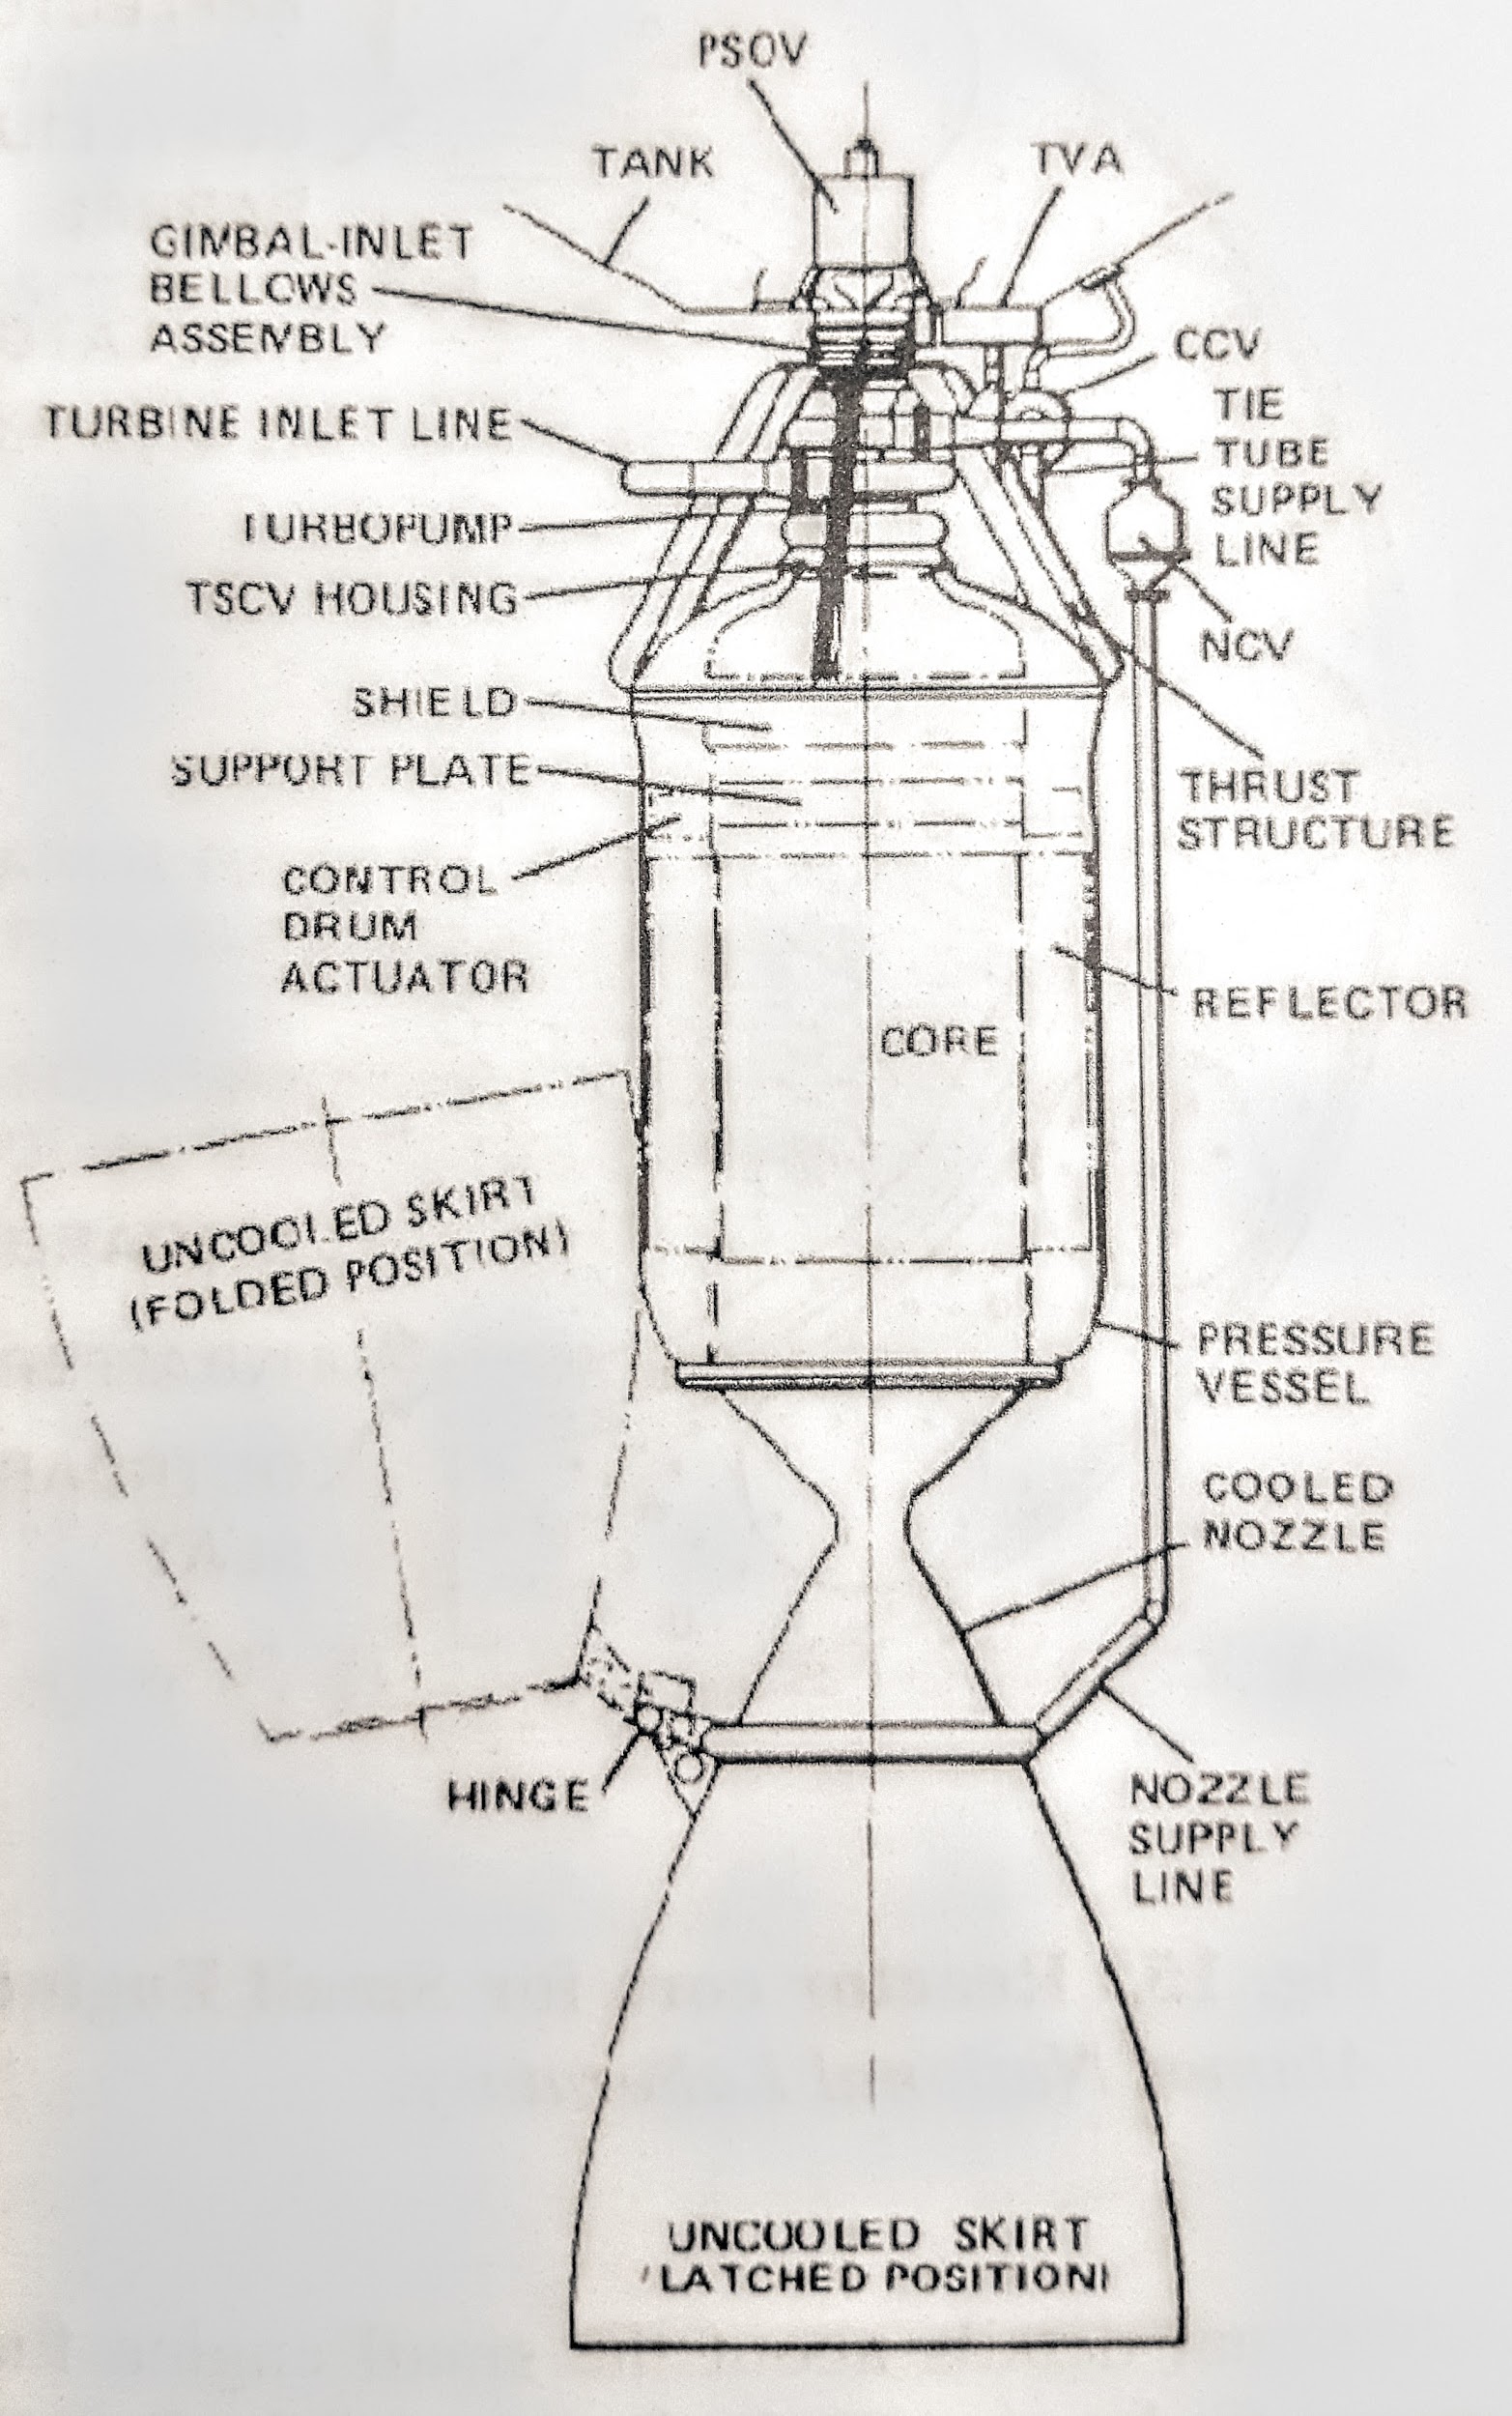 PSOV
TANK
TVA
GIMBAL-INLET
BELLOWS
ASSEMBLY
CCV
TURBINE INLET LINE
TIE
TUBE
SUPPLY
LINE
TURBOPUMP
TSCV HOUSING
NCV
SHIELD
SUPPORT PLATE
THRUST
STRUCTURE
CONTROL
DRUM
ACTUATOR
REFLECTOR
CORE
UNCOOLED SKIRT
(FOLDED POSITION)
PRESSURE
VESSEL
COOLED
NOZZLE
HINGE
NOZZLE
SUPPLY
LINE
UNCOOLED SKIRT
(LATCHED POSITION)